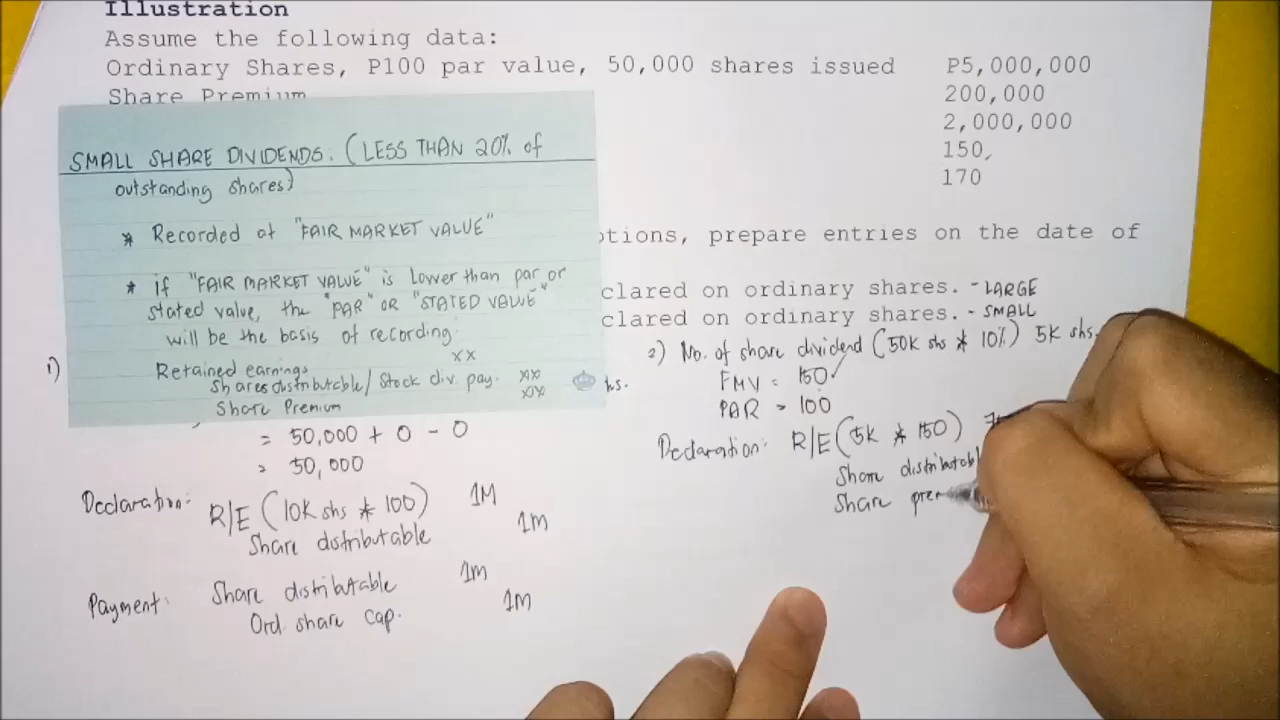 Illustration
Assume the following data:
Ordinary Shares, P100 par value, 50,000 shares issued P5,000,000
Share Premium 200,000
2,000,000
150,
170
SMALL SHARE DIVIDENDS: (LESS THAN 20% of
outstanding shares)
* Recorded at "FAIR MARKET VALUE"
* if "FAIR MARKET VALUE" is lower than par or
stated value, the "PAR" OR "STATED VALUE"
will be the basis of recording.
Retained earnings xx
Shares distributable/ Stock div. pay. xx
Share Premium xx
ptions, prepare entries on the date of
clared on ordinary shares. - LARGE
clared on ordinary shares. - SMALL
1)
hs.
= 50,000 + 0 - 0
= 50,000
Declaration: R/E (10K shs * 100) 1M
Share distributable 1M
Payment: Share distributable 1M
Ord. share cap. 1M
2) No. of share dividend (50K shs * 10%) 5K shs.
FMV = 150 ✓
PAR = 100
Declaration: R/E (5K * 150)
Share distributabl
Share prem